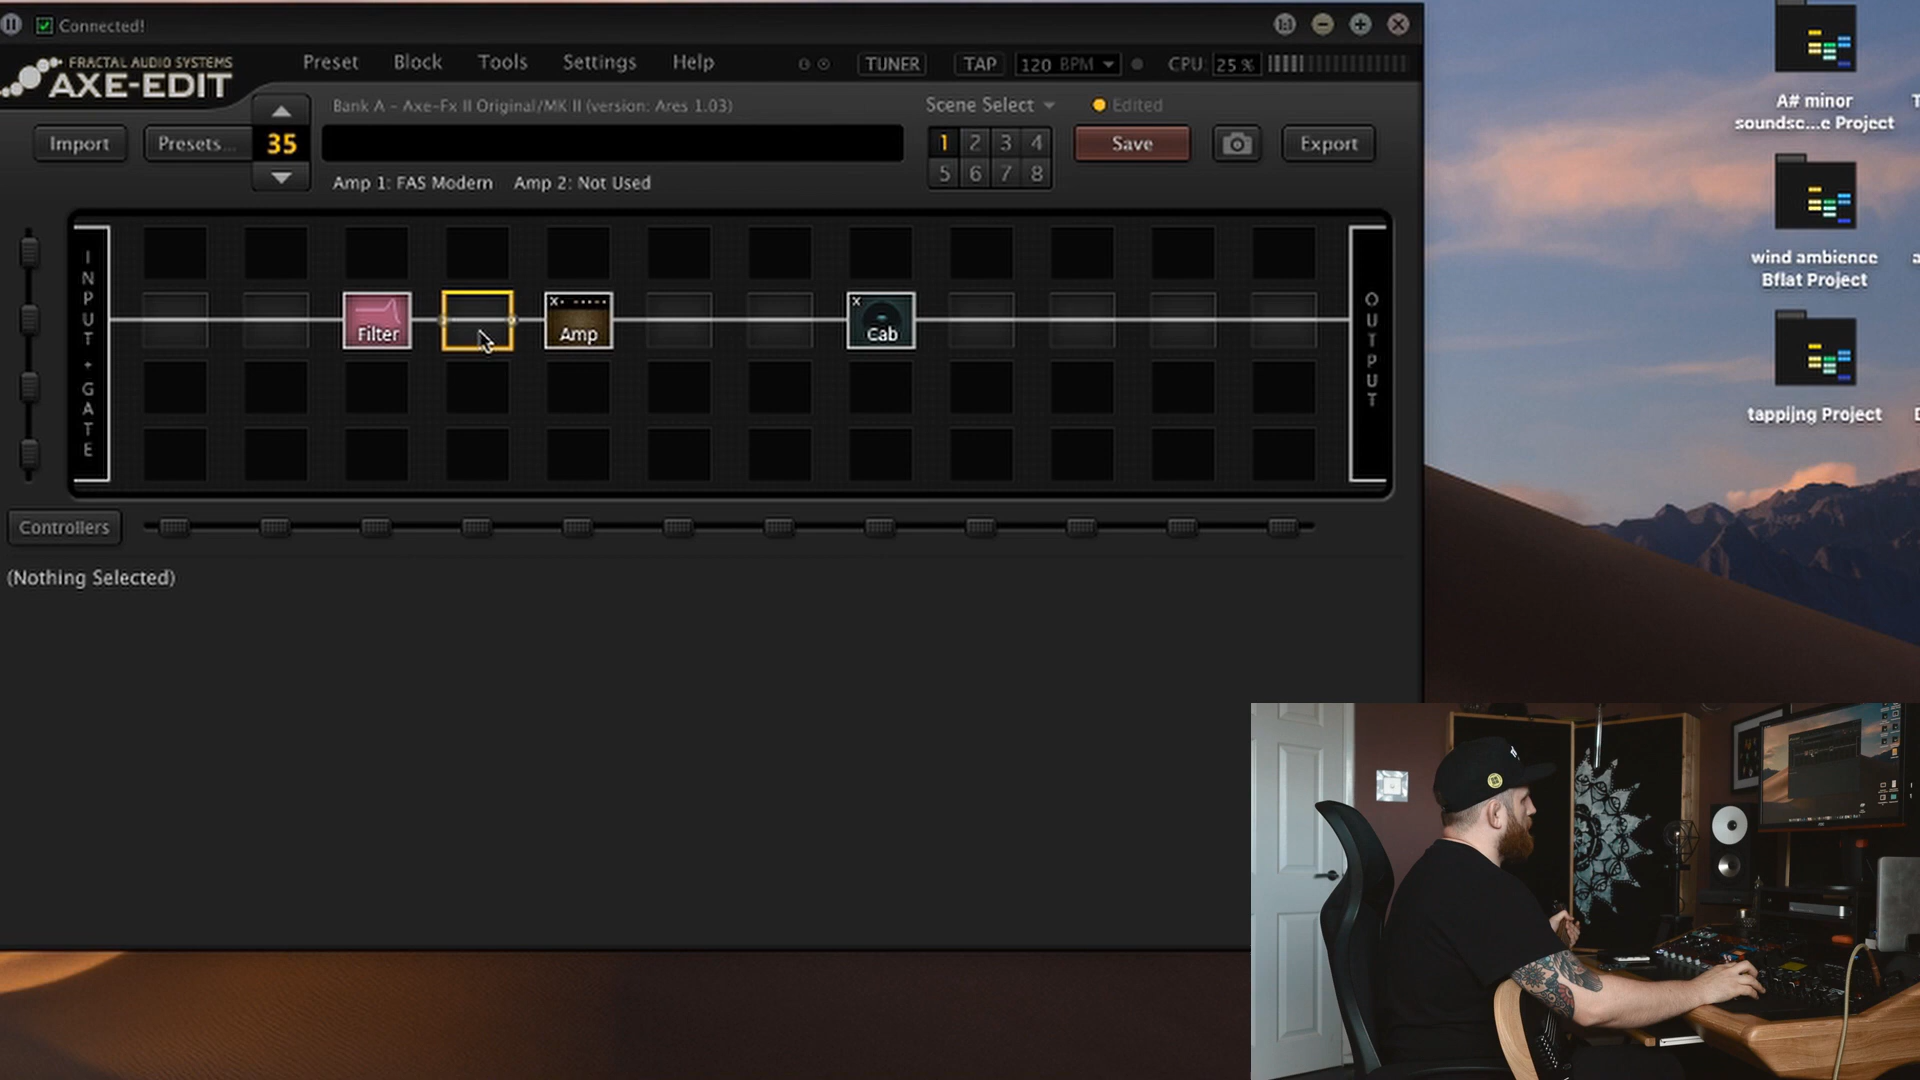 Connected!
FRACTAL AUDIO SYSTEMS
AXE-EDIT
Preset Block Tools Settings Help
TUNER TAP 120 BPM CPU: 25 %
Bank A - Axe-Fx II Original/MK II (version: Ares 1.03)
Scene Select Edited
Import Presets... 35
1 2 3 4
5 6 7 8
Save Export
Amp 1: FAS Modern Amp 2: Not Used
INPUT + GATE
Filter Amp Cab
OUTPUT
Controllers
(Nothing Selected)
A# minor
soundsc...e Project
wind ambience
Bflat Project
tappijng Project